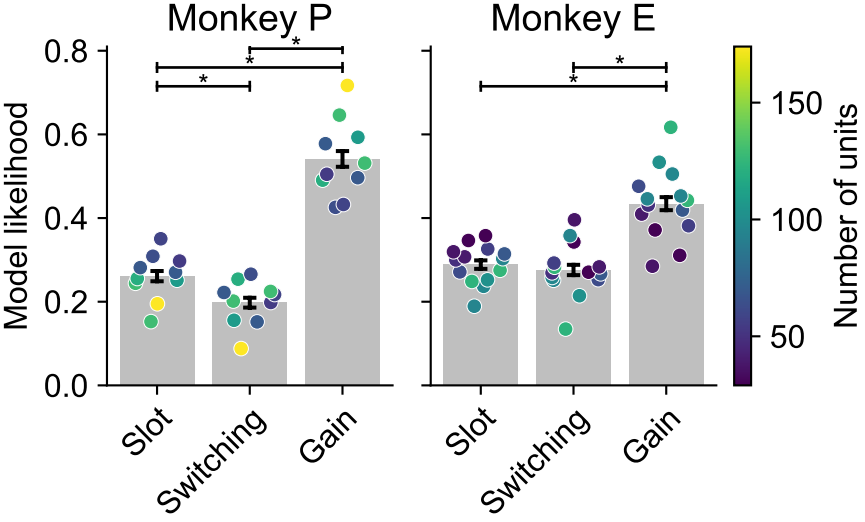 Monkey P
Monkey E
Model likelihood
0.8
0.6
0.4
0.2
0.0
*
*
*
*
*
Slot
Switching
Gain
Slot
Switching
Gain
150
100
50
Number of units